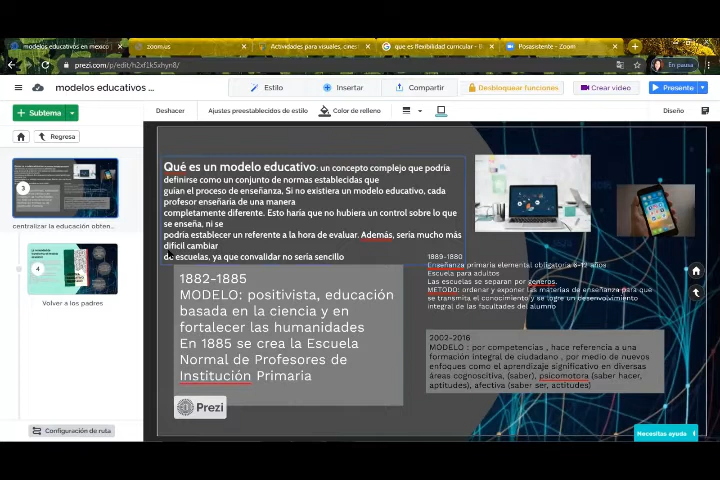 modelos educativos en mexico
zoom.us
Actividades para visuales, cines
que es flexibilidad curricular - B
Posasistente - Zoom
prezi.com/p/edit/h2xf1k5xhyn8/
En pausa
modelos educativos ...
Estilo
Insertar
Compartir
Desbloquear funciones
Crear video
Presente
Subtema
Deshacer
Ajustes preestablecidos de estilo
Color de relleno
Diseño
Regresa
3
centralizar la educación obten...
4
Volver a los padres
Configuración de ruta
Qué es un modelo educativo: un concepto complejo que podría
definirse como un conjunto de normas establecidas que
guían el proceso de enseñanza, Si no existiera un modelo educativo, cada
profesor enseñaría de una manera
completamente diferente. Esto haría que no hubiera un control sobre lo que
se enseña, ni se
podría establecer un referente a la hora de evaluar. Además, sería mucho más
difícil cambiar
de escuelas, ya que convalidar no sería sencillo
1882-1885
MODELO: positivista, educación
basada en la ciencia y en
fortalecer las humanidades
En 1885 se crea la Escuela
Normal de Profesores de
Institución Primaria
Prezi
1889-1880
Enseñanza primaria elemental obligatoria 6-12 años
Escuela para adultos
Las escuelas se separan por generos.
METODO: ordenar y exponer las materias de enseñanza para que
se transmita el conocimiento y se logre un desenvolvimiento
integral de las facultades del alumno
2002-2016
MODELO : por competencias , hace referencia a una
formación integral de ciudadano , por medio de nuevos
enfoques como el aprendizaje significativo en diversas
áreas cognoscitiva, (saber), psicomotora (saber hacer,
aptitudes), afectiva (saber ser, actitudes)
Necesitas ayuda